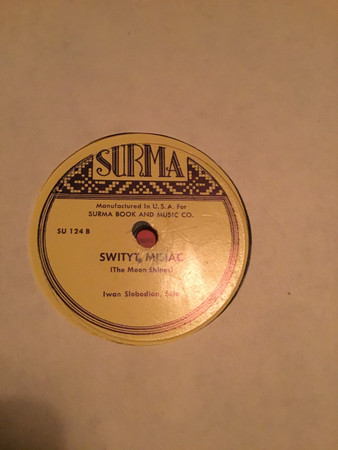 SURMA
Manufactured In U.S.A. For
SURMA BOOK AND MUSIC CO.
SU 124 B
SWITYT, MISIAC
(The Moon Shines)
Iwan Slobodian, Solo